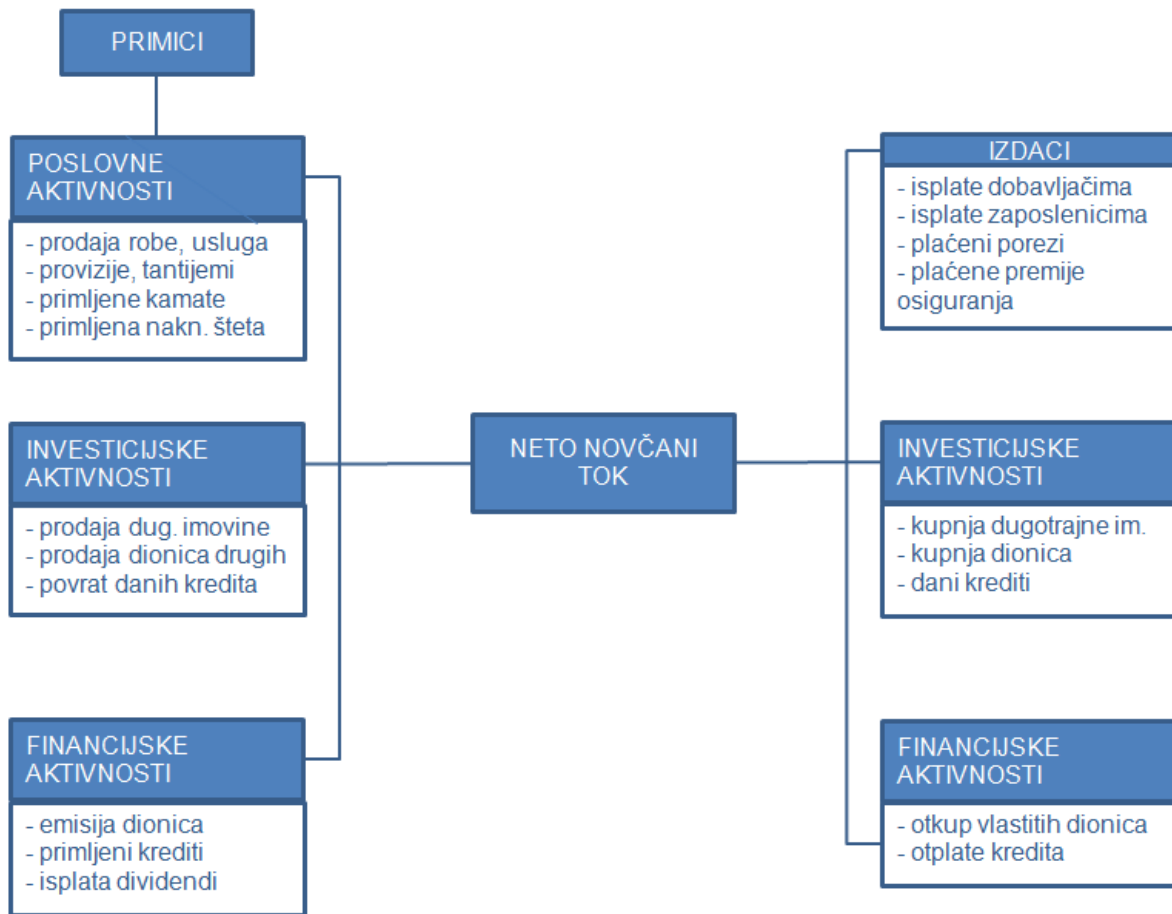 PRIMICI
POSLOVNE
AKTIVNOSTI
- prodaja robe, usluga
- provizije, tantijemi
- primljene kamate
- primljena nakn. šteta
INVESTICIJSKE
AKTIVNOSTI
- prodaja dug. imovine
- prodaja dionica drugih
- povrat danih kredita
FINANCIJSKE
AKTIVNOSTI
- emisija dionica
- primljeni krediti
- isplata dividendi
NETO NOVČANI
TOK
IZDACI
- isplate dobavljačima
- isplate zaposlenicima
- plaćeni porezi
- plaćene premije
osiguranja
INVESTICIJSKE
AKTIVNOSTI
- kupnja dugotrajne im.
- kupnja dionica
- dani krediti
FINANCIJSKE
AKTIVNOSTI
- otkup vlastitih dionica
- otplate kredita